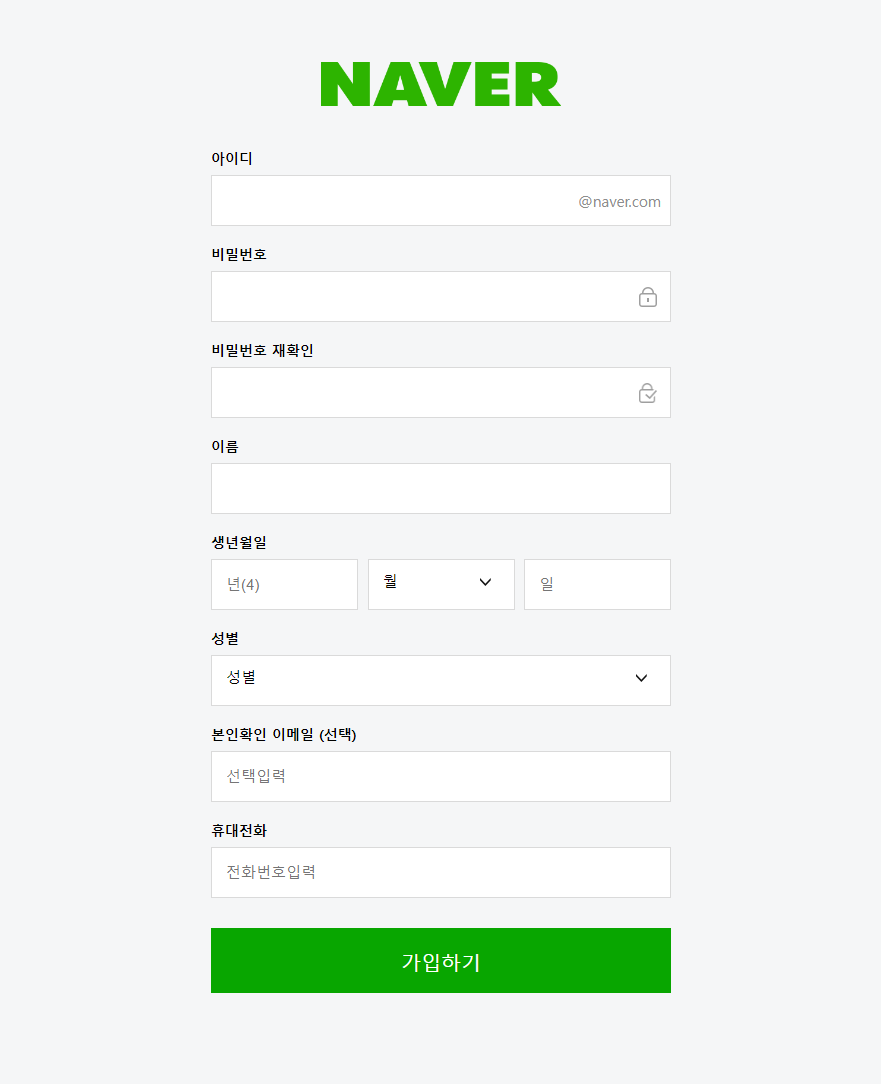 NAVER
아이디
@naver.com
비밀번호
비밀번호 재확인
이름
생년월일
년(4) 월 일
성별
성별
본인확인 이메일 (선택)
선택입력
휴대전화
전화번호입력
가입하기